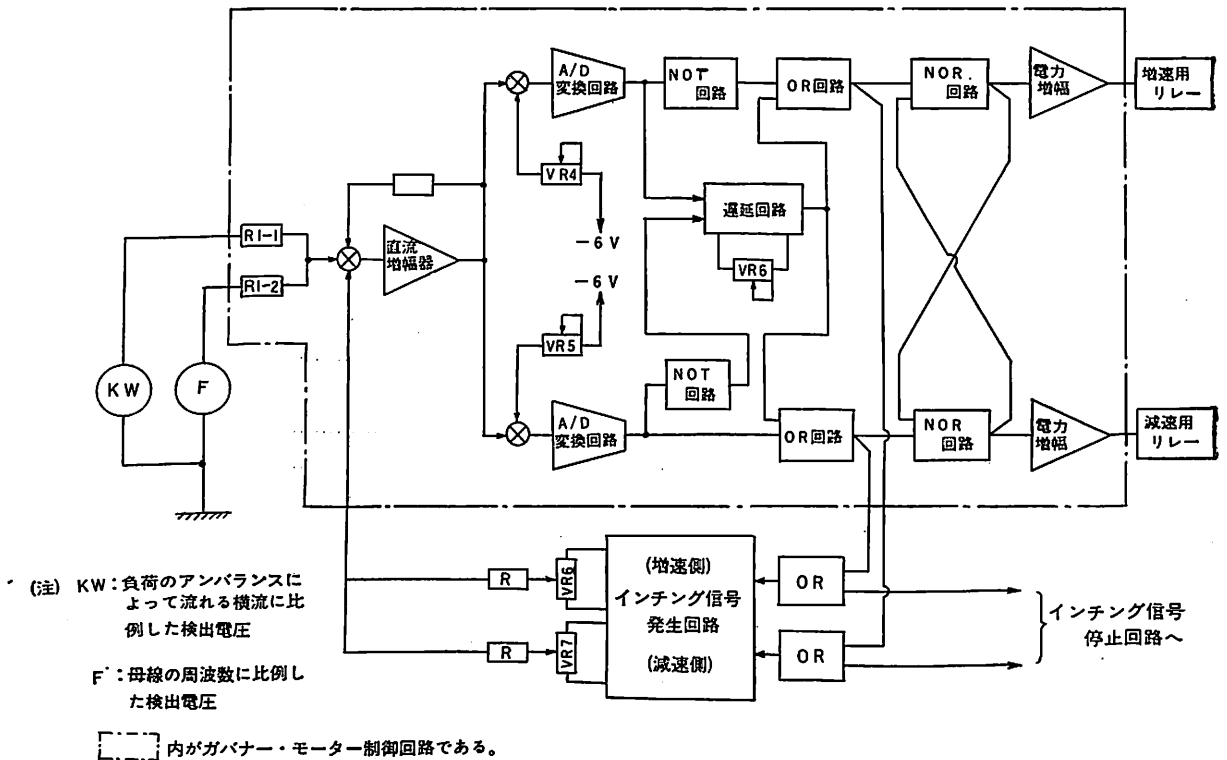 A/D
変換回路
NOT
回路
OR回路
NOR.
回路
電力
増幅
増速用
リレー
VR4
遅延回路
-6 V
R1-1
直流
増幅器
R1-2
-6 V
VR6
VR5
KW
F
NOT
回路
A/D
変換回路
OR回路
NOR
回路
電力
増幅
減速用
リレー
(注) KW:負荷のアンバランスに
よって流れる横流に比
例した検出電圧
F:母線の周波数に比例し
た検出電圧
内がガバナー・モーター制御回路である。
R
VR6
(増速側)
インチング信号
発生回路
(減速側)
R
VR7
OR
OR
インチング信号
停止回路へ